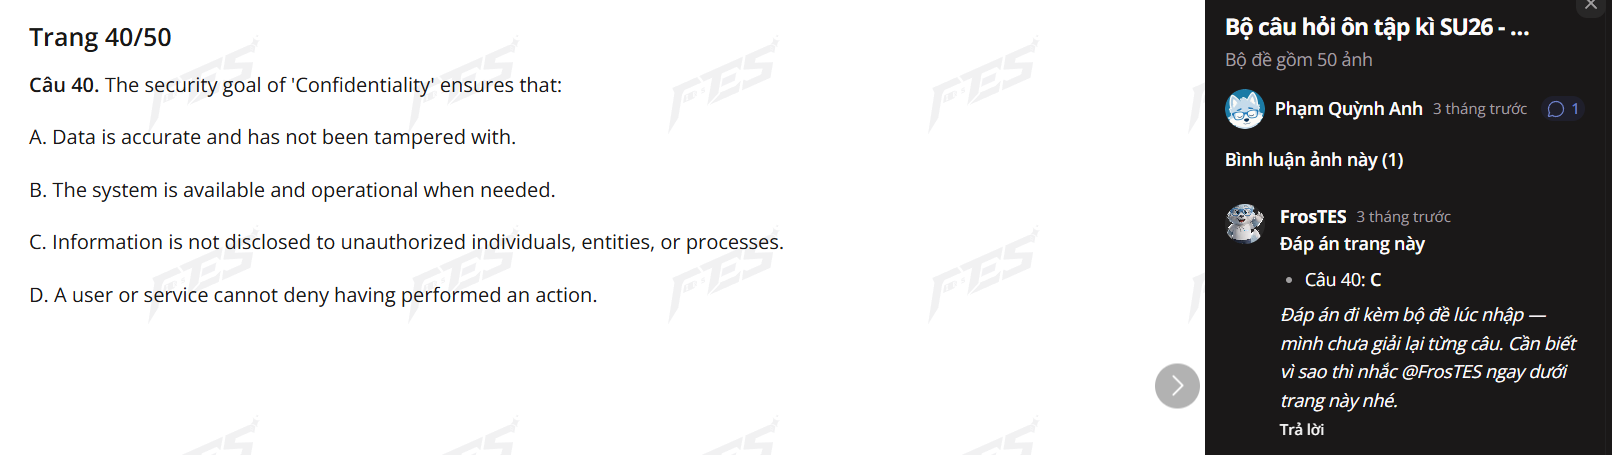 Trang 40/50
Câu 40. The security goal of 'Confidentiality' ensures that:
A. Data is accurate and has not been tampered with.
B. The system is available and operational when needed.
C. Information is not disclosed to unauthorized individuals, entities, or processes.
D. A user or service cannot deny having performed an action.
Bộ câu hỏi ôn tập kì SU26 - ...
Bộ đề gồm 50 ảnh
Phạm Quỳnh Anh 3 tháng trước 1
Bình luận ảnh này (1)
FrosTES 3 tháng trước
Đáp án trang này
• Câu 40: C
Đáp án đi kèm bộ đề lúc nhập —
mình chưa giải lại từng câu. Cần biết
vì sao thì nhắc @FrosTES ngay dưới
trang này nhé.
Trả lời